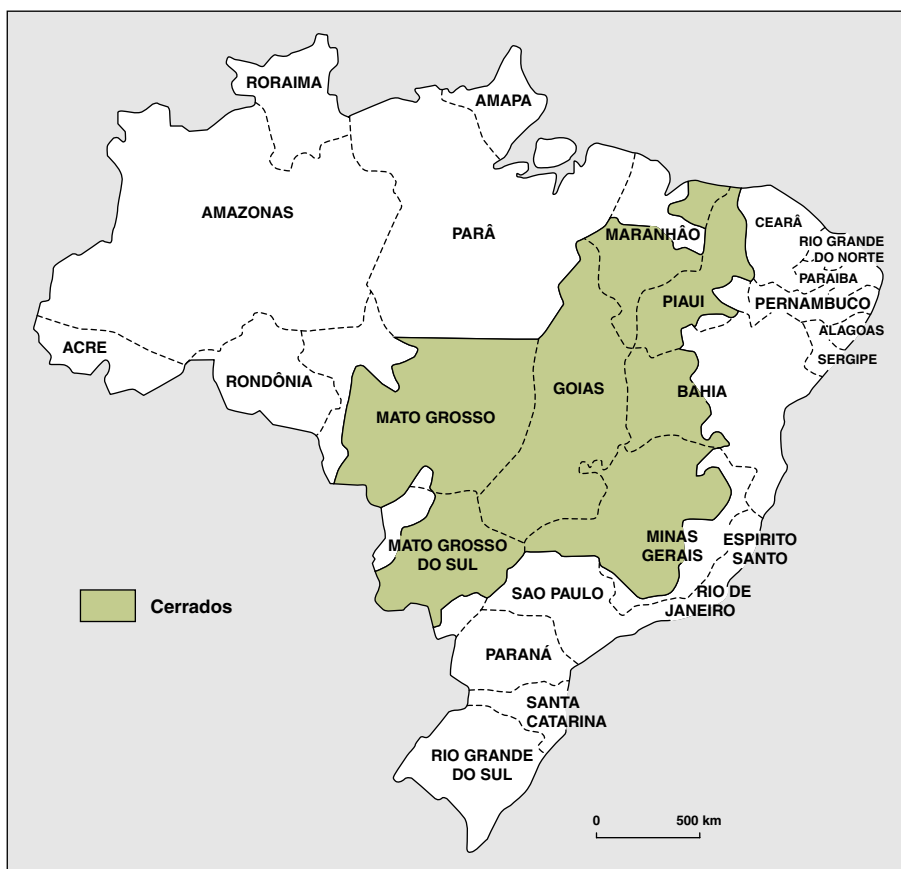 RORAIMA
AMAPA
AMAZONAS
PARÂ
MARANHÂO
CEARÂ
RIO GRANDE
DO NORTE
PARAIBA
PIAUI
PERNAMBUCO
ALAGOAS
SERGIPE
ACRE
RONDÔNIA
GOIAS
BAHIA
MATO GROSSO
MATO GROSSO
DO SUL
MINAS
GERAIS
ESPIRITO
SANTO
RIO DE
JANEIRO
SAO PAULO
Cerrados
PARANÁ
SANTA
CATARINA
RIO GRANDE
DO SUL
0 500 km